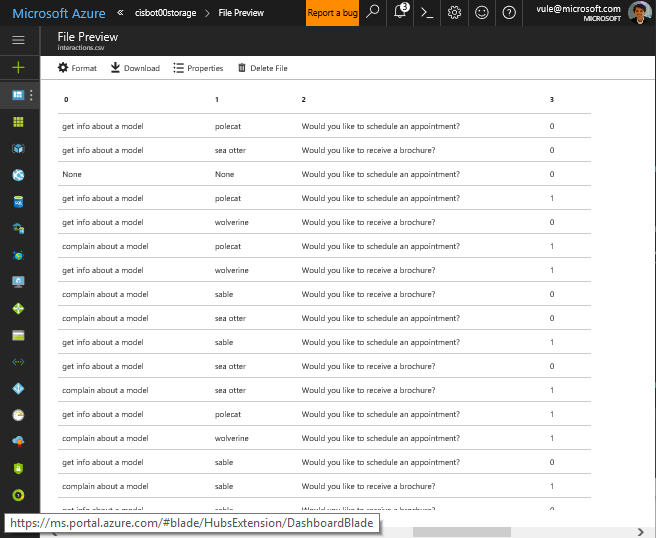 Microsoft Azure « cisbot00storage > File Preview Report a bug 3 vule@microsoft.com
MICROSOFT
File Preview
interactions.csv
Format Download Properties Delete File
0 1 2 3
get info about a model polecat Would you like to schedule an appointment? 0
get info about a model sea otter Would you like to receive a brochure? 0
None None Would you like to schedule an appointment? 0
get info about a model polecat Would you like to schedule an appointment? 1
get info about a model wolverine Would you like to receive a brochure? 0
complain about a model polecat Would you like to schedule an appointment? 1
get info about a model wolverine Would you like to receive a brochure? 1
complain about a model sable Would you like to receive a brochure? 0
complain about a model sea otter Would you like to schedule an appointment? 0
get info about a model sable Would you like to schedule an appointment? 1
get info about a model sea otter Would you like to receive a brochure? 0
complain about a model sea otter Would you like to receive a brochure? 1
get info about a model polecat Would you like to schedule an appointment? 1
complain about a model wolverine Would you like to schedule an appointment? 1
get info about a model sable Would you like to schedule an appointment? 0
complain about a model sable Would you like to receive a brochure? 1
https://ms.portal.azure.com/#blade/HubsExtension/DashboardBlade